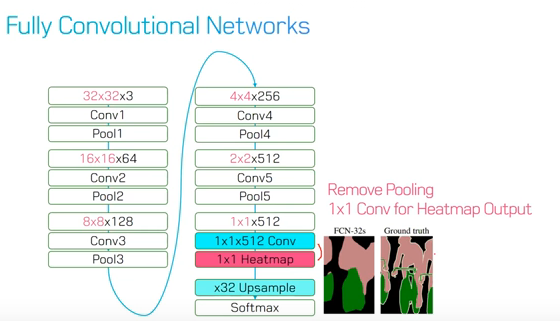 Fully Convolutional Networks
32x32x3
Conv1
Pool1
16x16x64
Conv2
Pool2
8x8x128
Conv3
Pool3
4x4x256
Conv4
Pool4
2x2x512
Conv5
Pool5
1x1x512
1x1x512 Conv
1x1 Heatmap
x32 Upsample
Softmax
Remove Pooling
1x1 Conv for Heatmap Output
FCN-32s
Ground truth